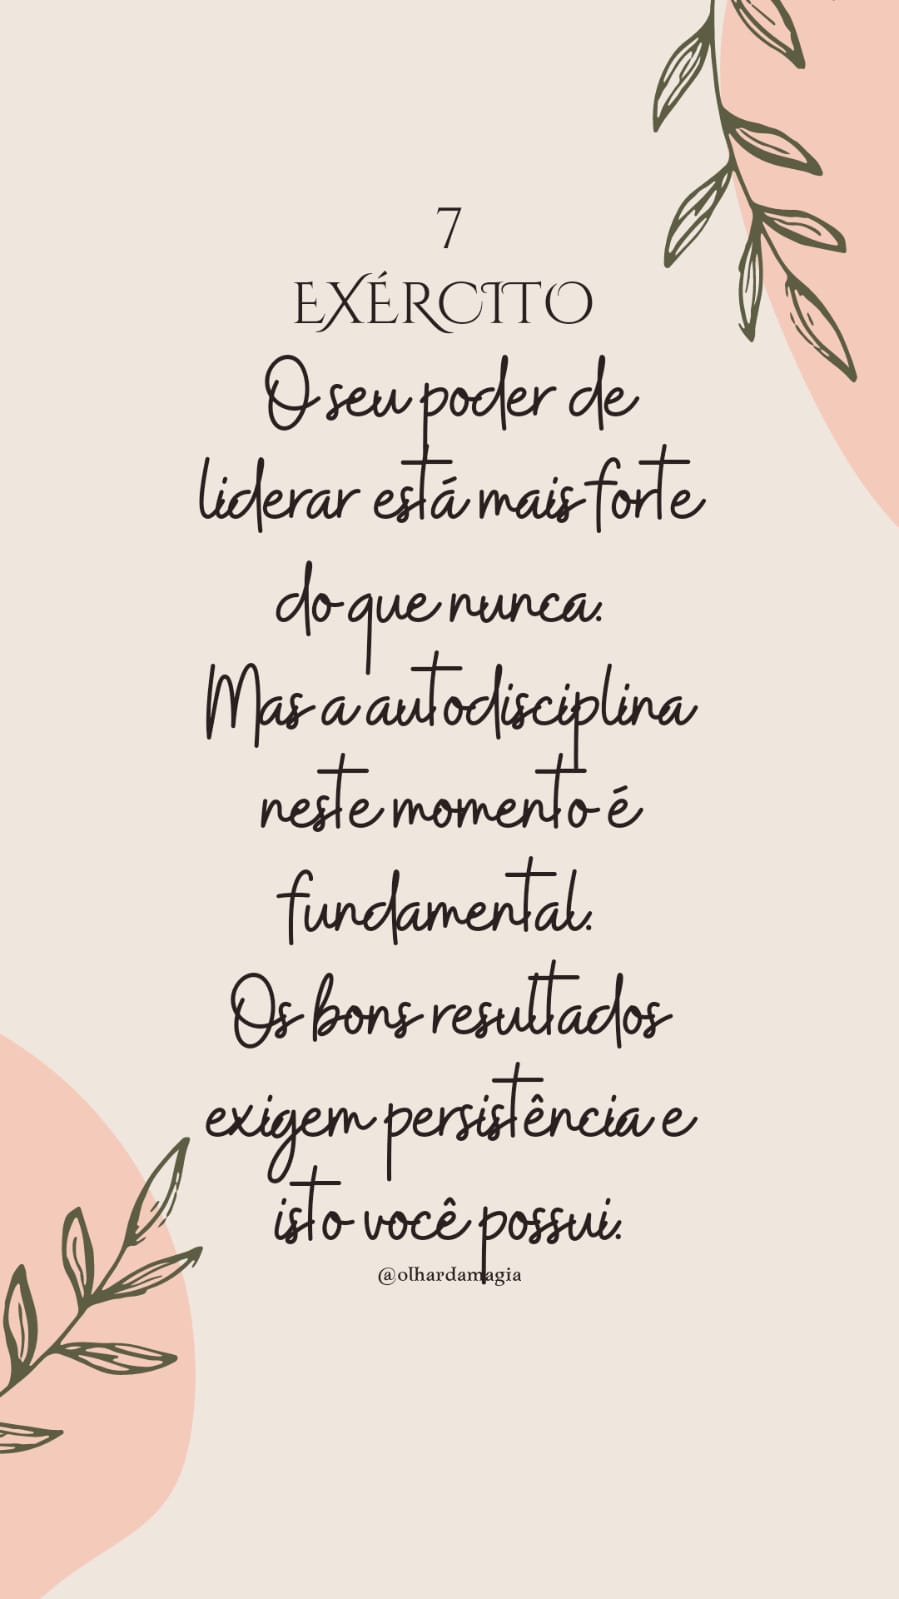 7
EXÉRCITO
O seu poder de
liderar está mais forte
do que nunca.
Mas a autodisciplina
neste momento é
fundamental.
Os bons resultados
exigem persistência e
isto você possui.
@olhardamagia